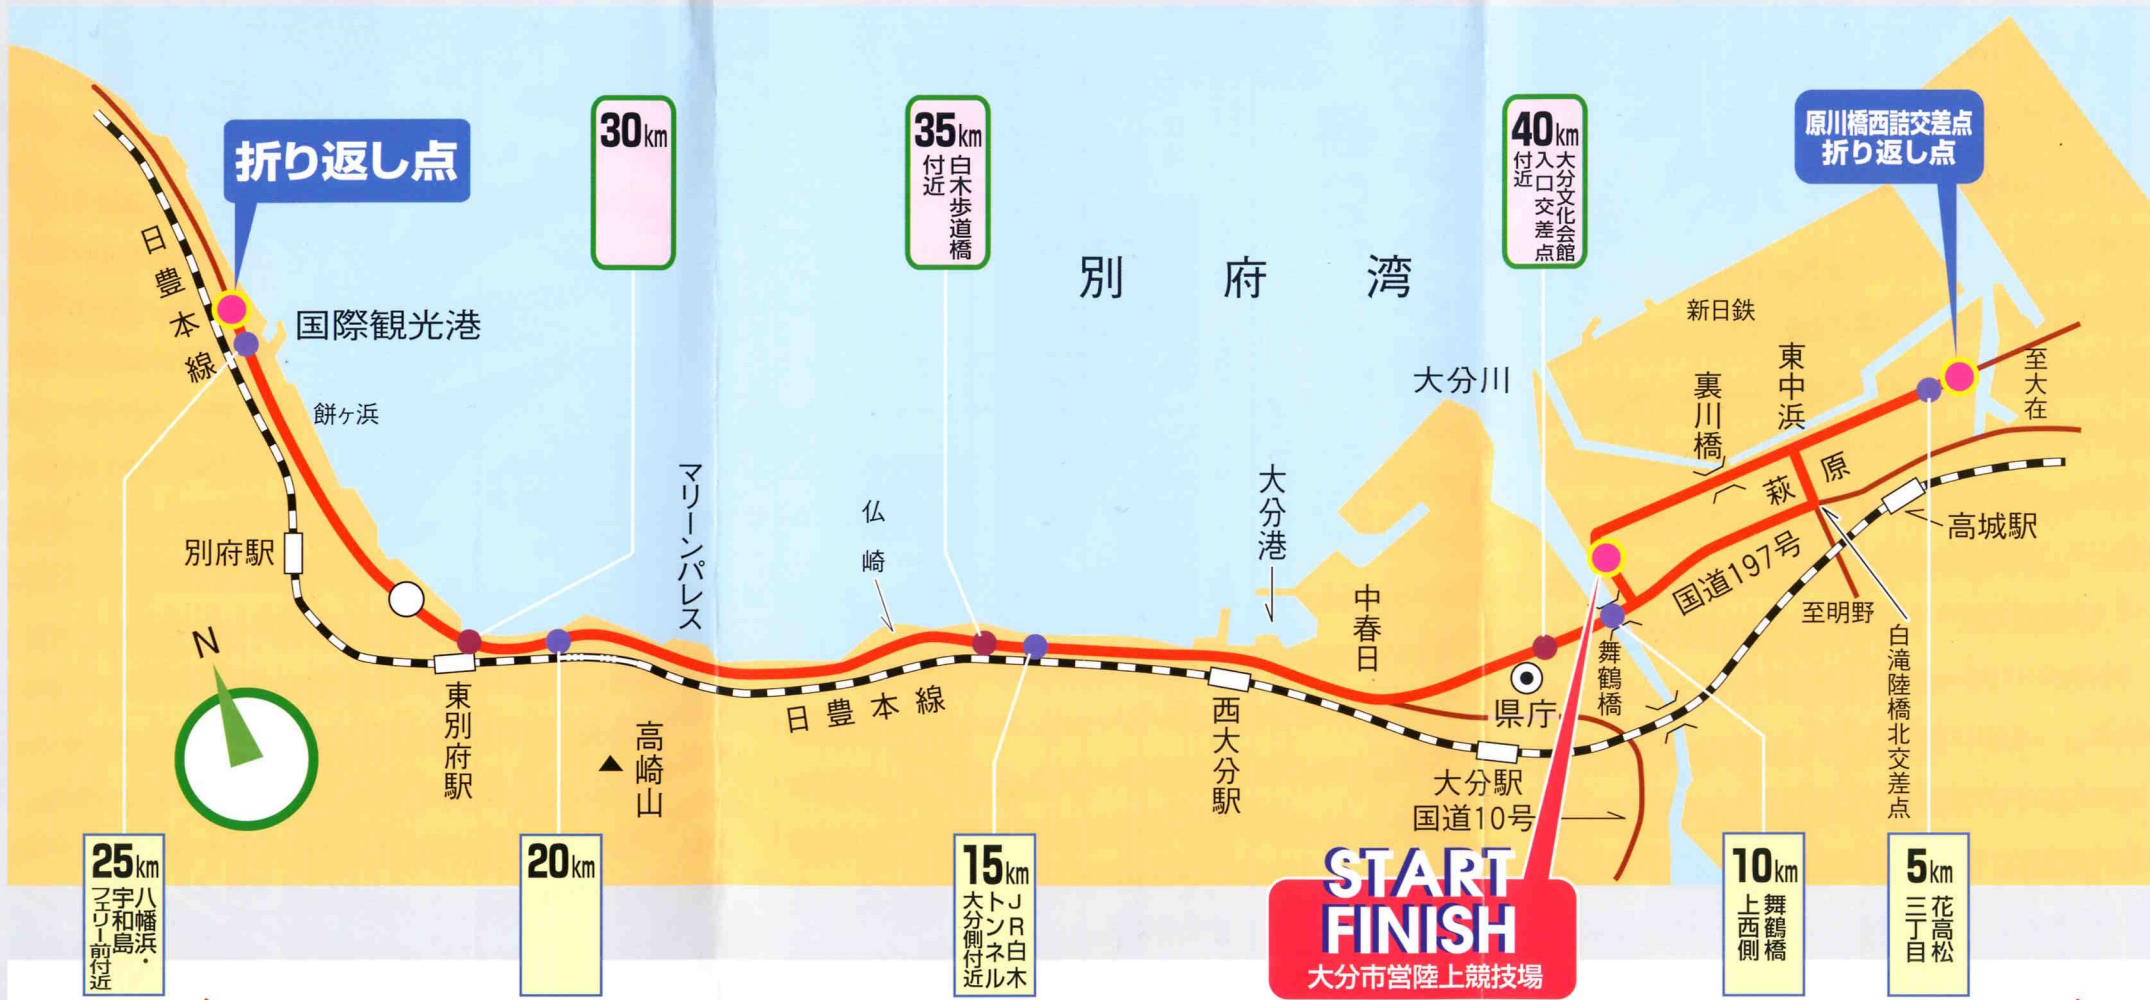 折り返し点
30km
35km
白木歩道橋
付近
40km
大分文化会館
入口交差点
付近
原川橋西詰交差点
折り返し点
別府湾
日豊本線
国際観光港
餅ヶ浜
別府駅
N
東別府駅
高崎山
マリーンパレス
仏崎
日豊本線
大分港
西大分駅
中春日
大分川
新日鉄
裏川橋
東中浜
萩原
至大在
高城駅
国道197号
至明野
白滝陸橋北交差点
舞鶴橋
県庁
大分駅
国道10号
25km
八幡浜・
宇和島
フェリー前付近
20km
15km
JR白木
トンネル
大分側付近
START
FINISH
大分市営陸上競技場
10km
舞鶴橋
上西側
5km
花高松
三丁目